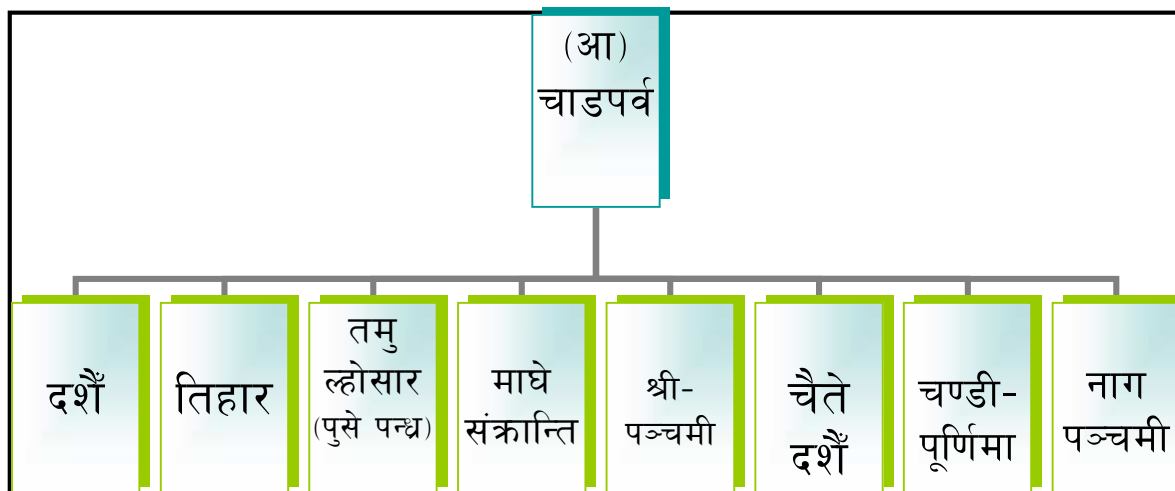 (आ)
चाडपर्व
दशैँ
तिहार
तमु
ल्होसार
(पुसे पन्ध्र)
माघे
संक्रान्ति
श्री-
पञ्चमी
चैते
दशैँ
चण्डी-
पूर्णिमा
नाग
पञ्चमी